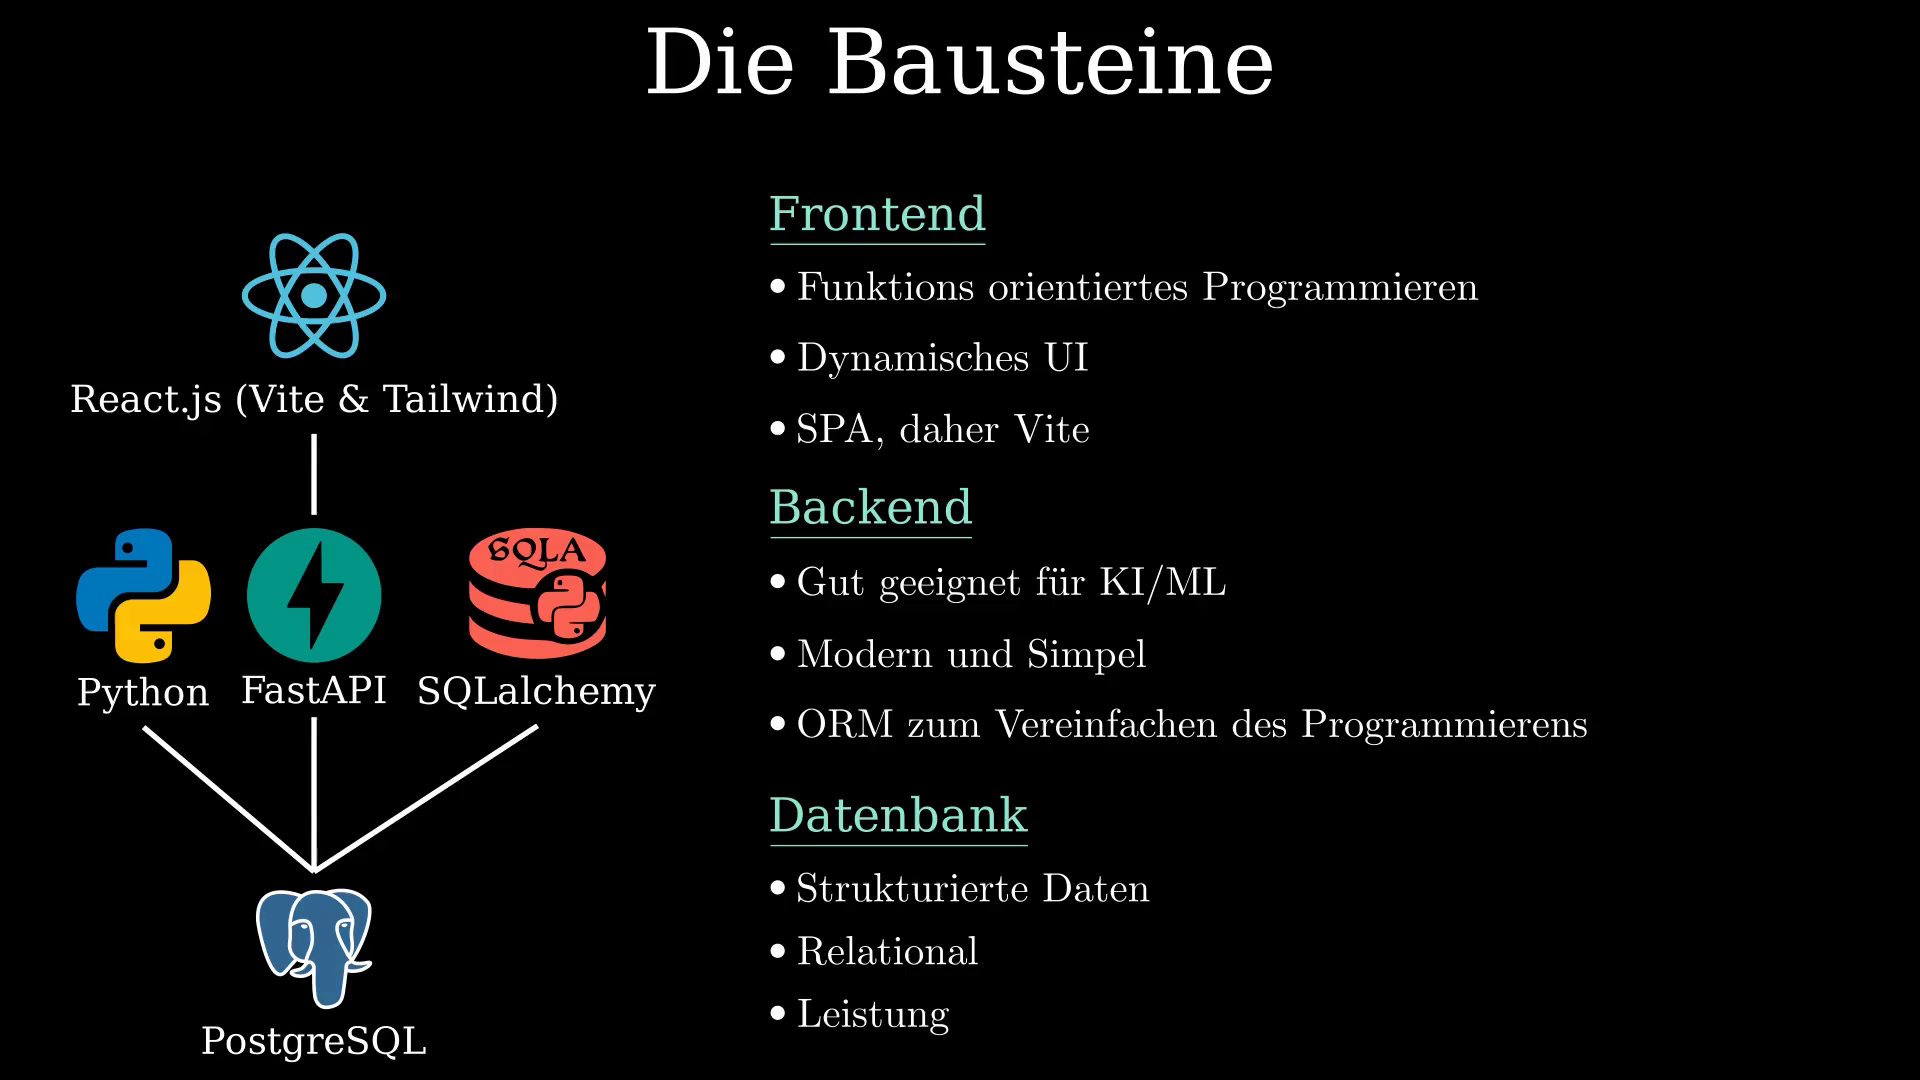 Die Bausteine
React.js (Vite & Tailwind)
Python
FastAPI
SQLA
SQLalchemy
PostgreSQL
Frontend
• Funktions orientiertes Programmieren
• Dynamisches UI
• SPA, daher Vite
Backend
• Gut geeignet für KI/ML
• Modern und Simpel
• ORM zum Vereinfachen des Programmierens
Datenbank
• Strukturierte Daten
• Relational
• Leistung